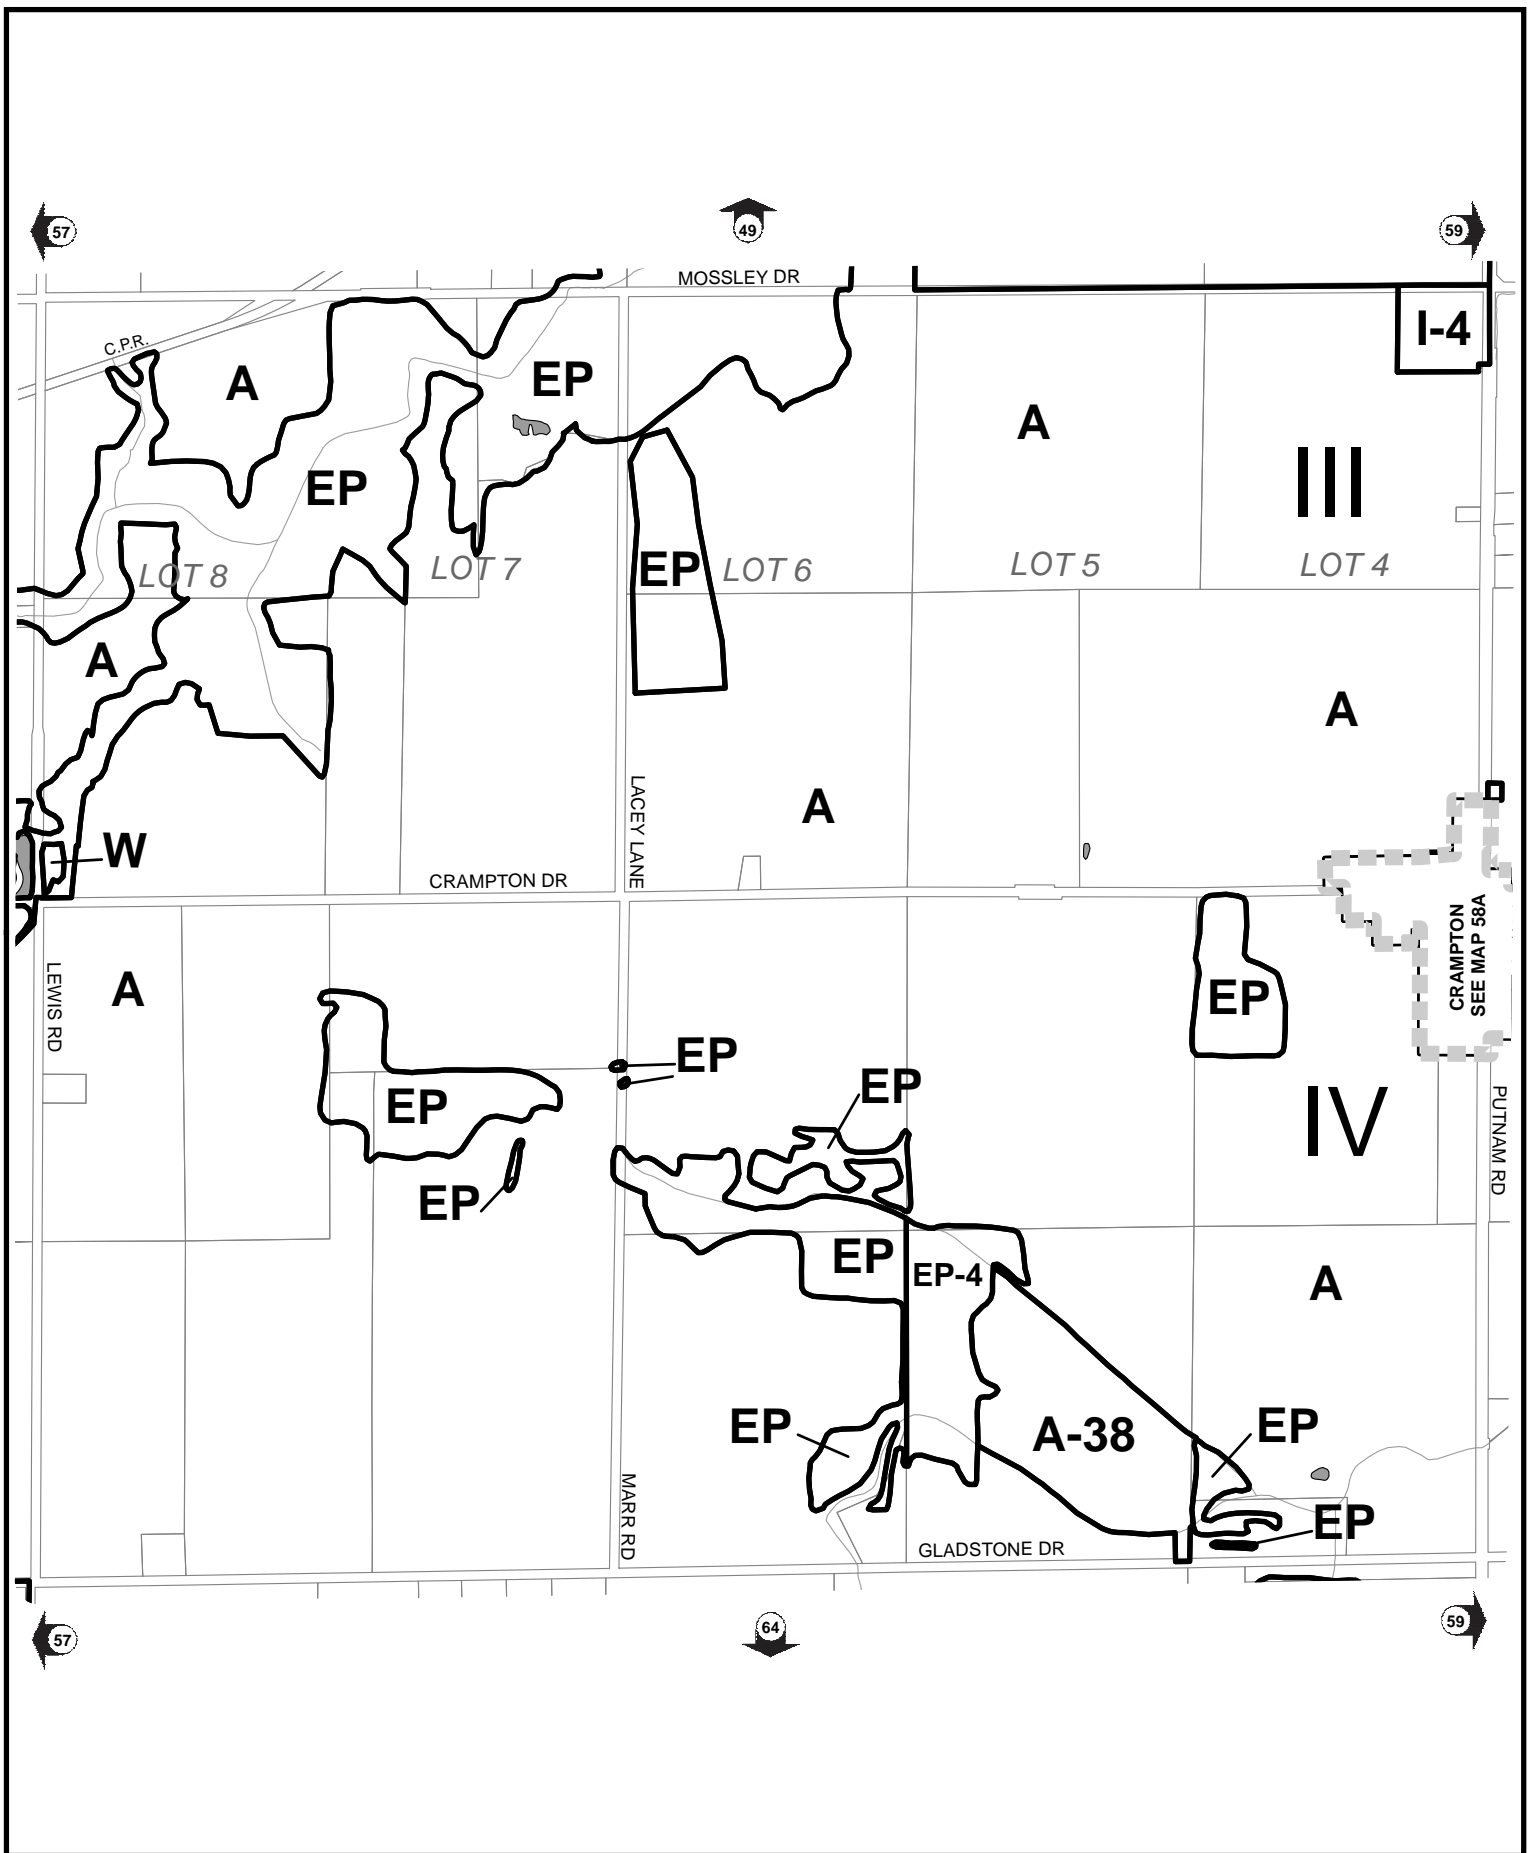 57
49
59
MOSSLEY DR
C.P.R.
I-4
A
EP
A
EP
III
EP
LOT 8
LOT 7
LOT 6
LOT 5
LOT 4
A
A
LACEY LANE
A
W
CRAMPTON DR
CRAMPTON
SEE MAP 58A
LEWIS RD
A
EP
EP
EP
EP
EP
IV
PUTNAM RD
EP
EP
EP-4
A
EP
A-38
EP
MARR RD
EP
GLADSTONE DR
57
64
59